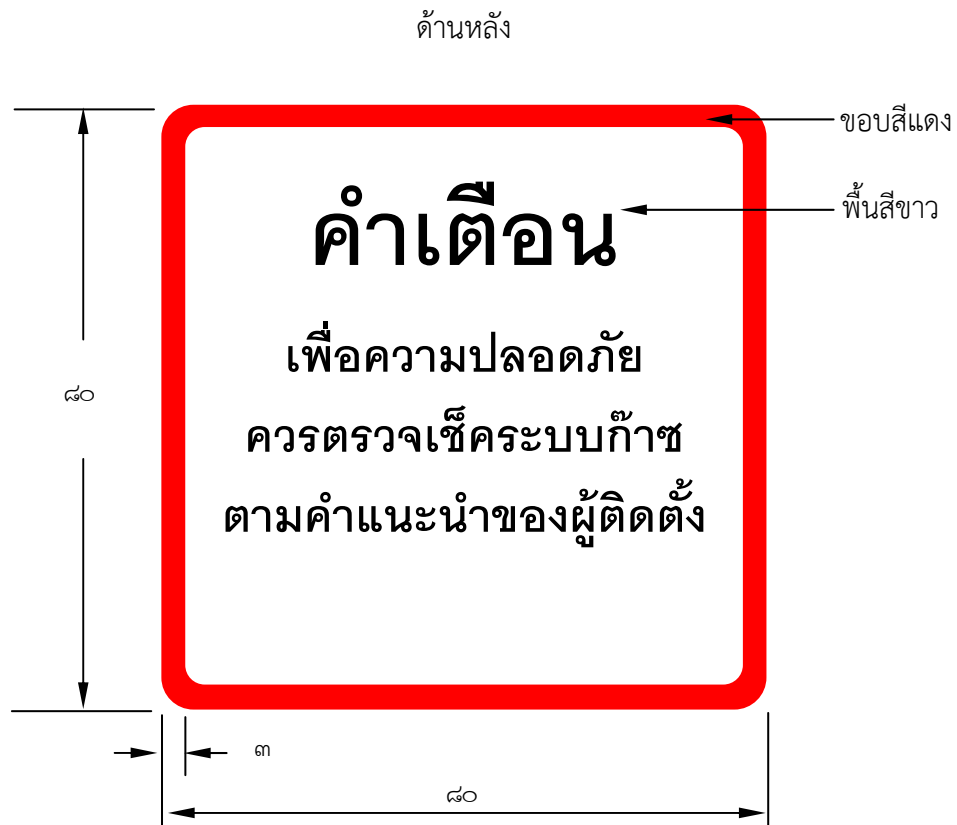 ด้านหลัง
ขอบสีแดง
พื้นสีขาว
คำเตือน
เพื่อความปลอดภัย
๘๐
ควรตรวจเช็คระบบก๊าซ
ตามคำแนะนำของผู้ติดตั้ง
๓
๘๐